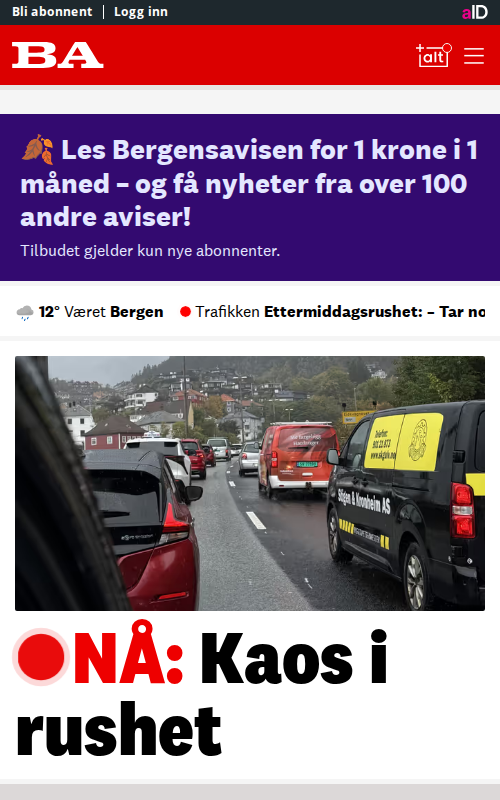 Bli abonnent
Logg inn
aID
BA
+alt
🍂 Les Bergensavisen for 1 krone i 1
måned – og få nyheter fra over 100
andre aviser!
Tilbudet gjelder kun nye abonnenter.
12° Været Bergen
Trafikken Ettermiddagsrushet: – Tar no
Stigen & Kronheim AS
NÅ: Kaos i
rushet